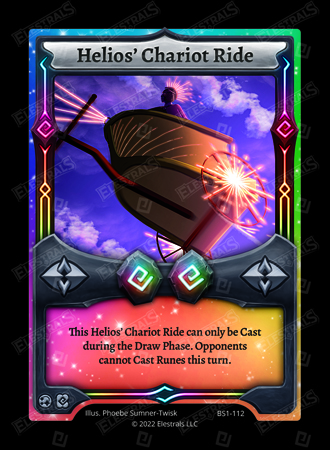 Helios' Chariot Ride
This Helios' Chariot Ride can only be Cast
during the Draw Phase. Opponents
cannot Cast Runes this turn.
Illus. Phoebe Sumner-Twisk
BS1-112
© 2022 Elestrals LLC